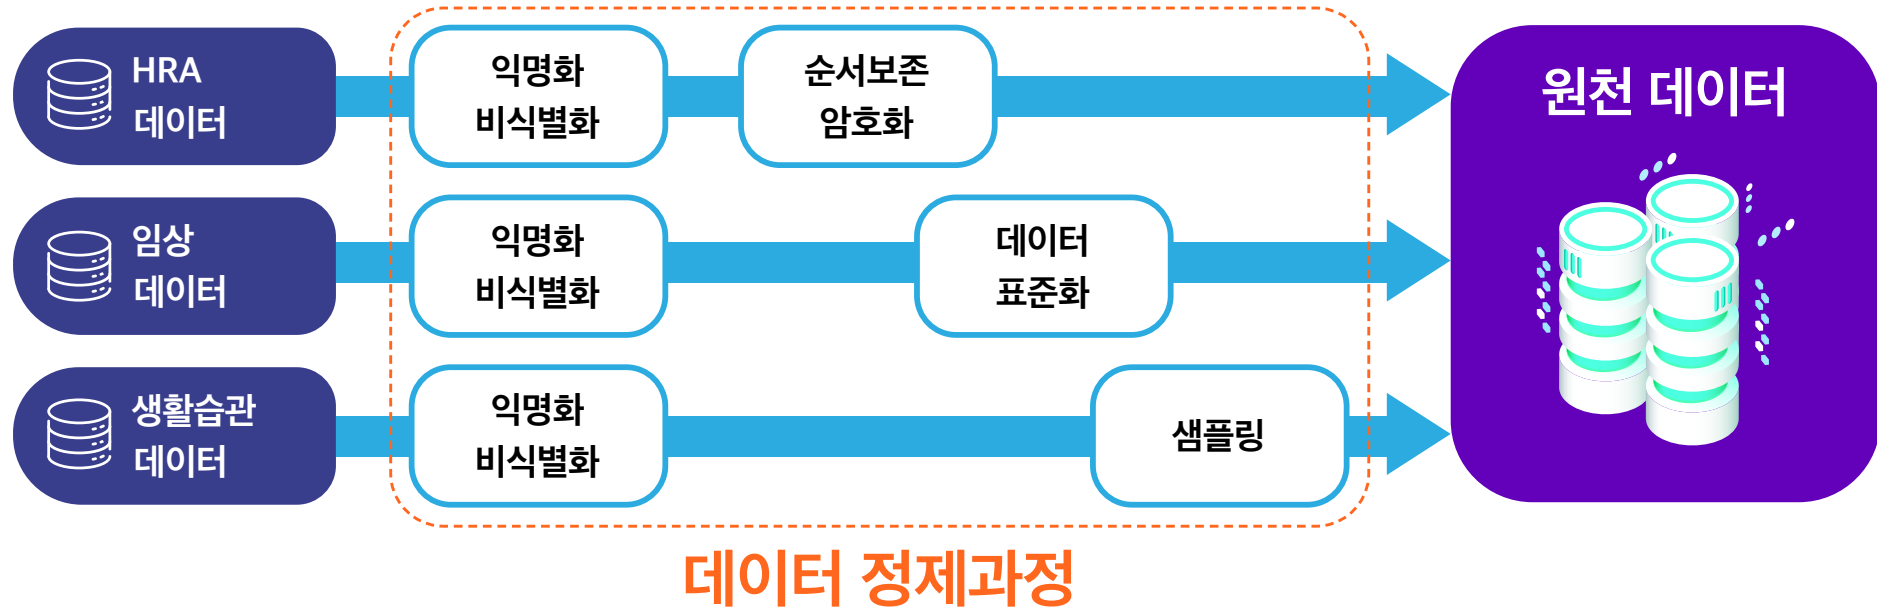 HRA
데이터
익명화
비식별화
순서보존
암호화
임상
데이터
익명화
비식별화
데이터
표준화
생활습관
데이터
익명화
비식별화
샘플링
원천 데이터
데이터 정제과정